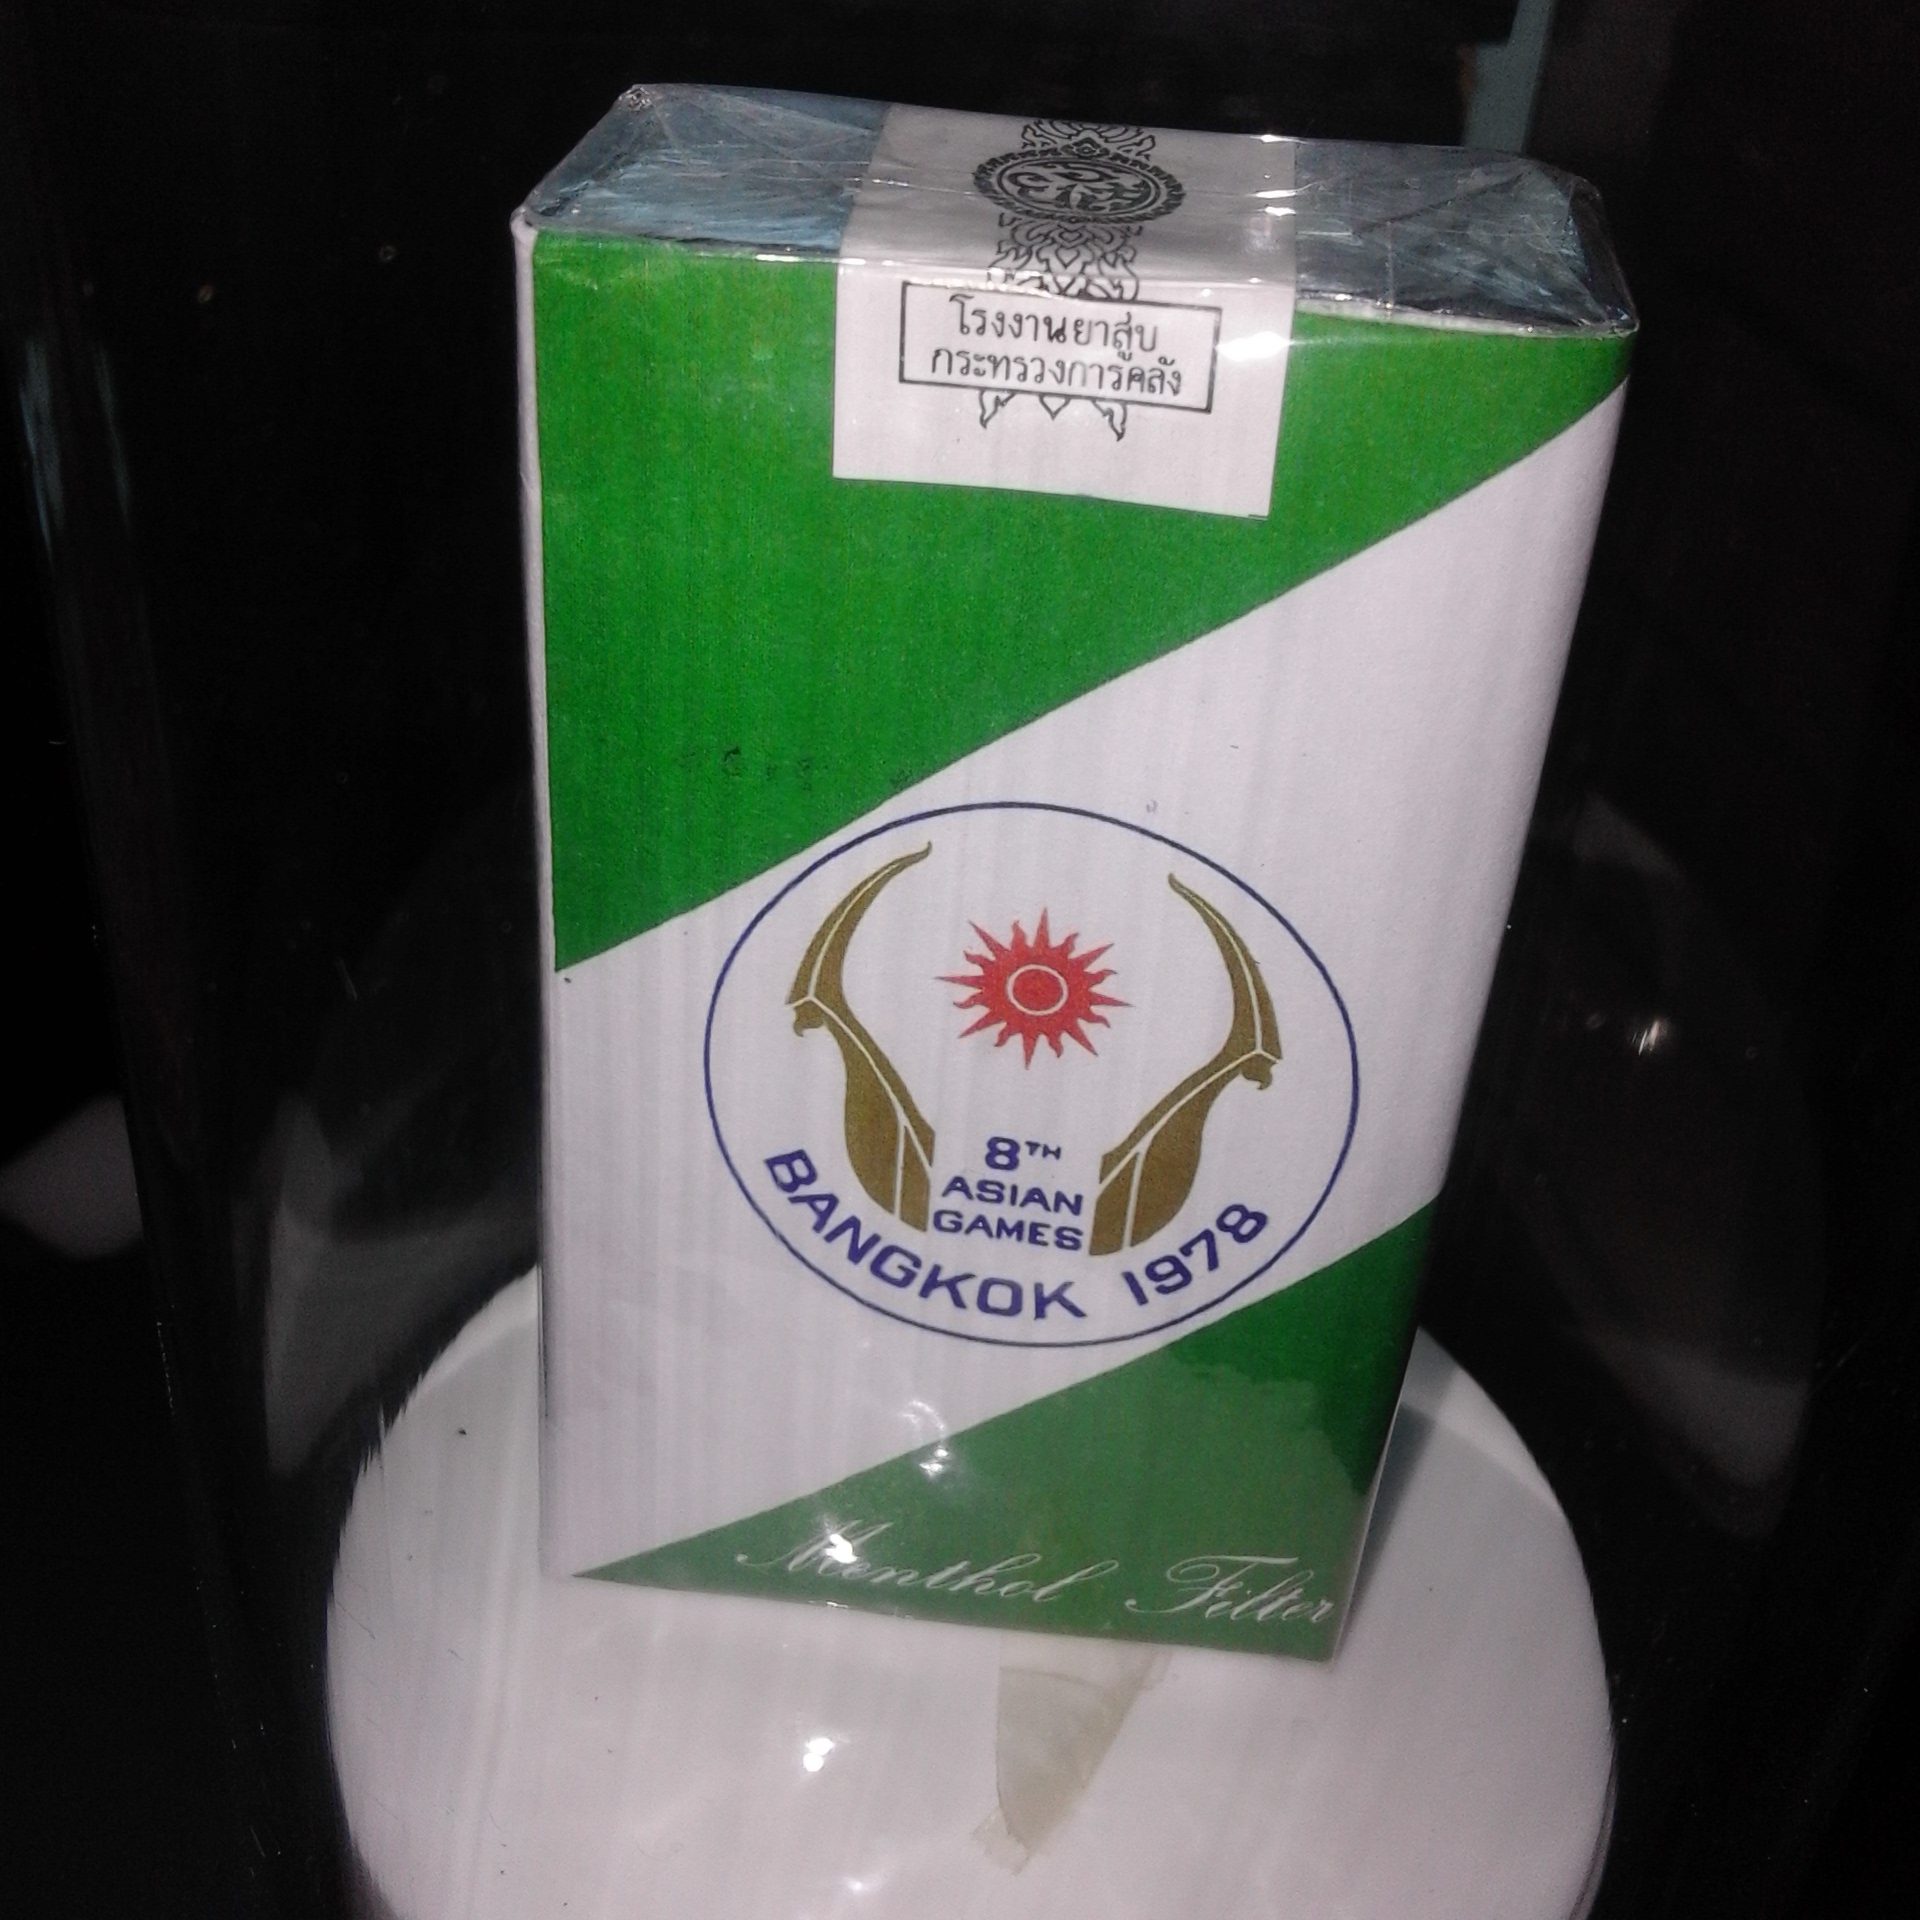 โรงงานยาสูบ
กระทรวงการคลัง
8TH
ASIAN
GAMES
BANGKOK 1978
Menthol Filter